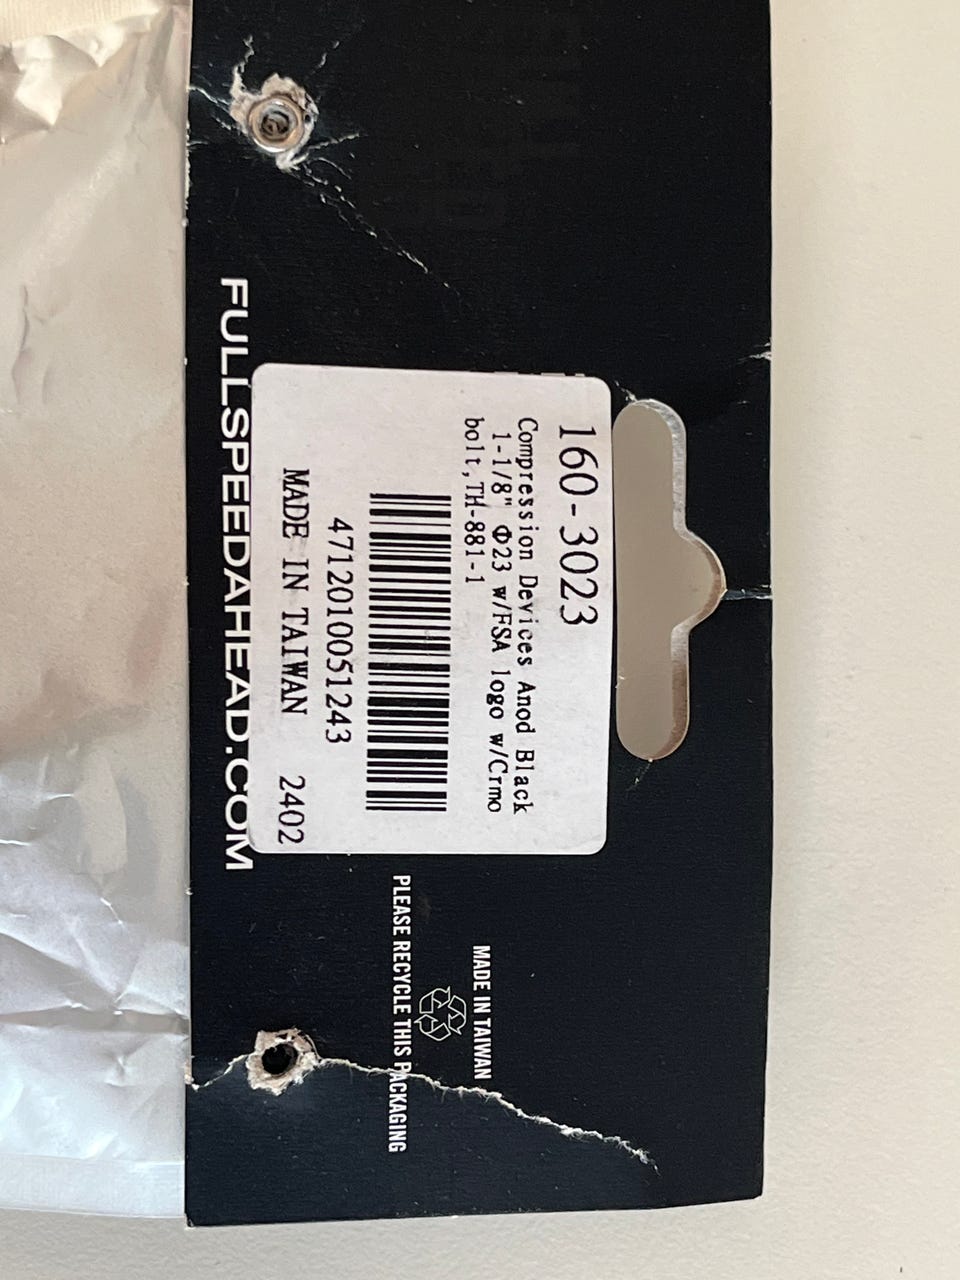 160-3023
Compression Devices Anod Black
1-1/8" Φ23 w/FSA logo w/Crmo
bolt,TH-881-1
4712010051243
MADE IN TAIWAN 2402
FULLSPEEDAHEAD.COM
MADE IN TAIWAN
PLEASE RECYCLE THIS PACKAGING